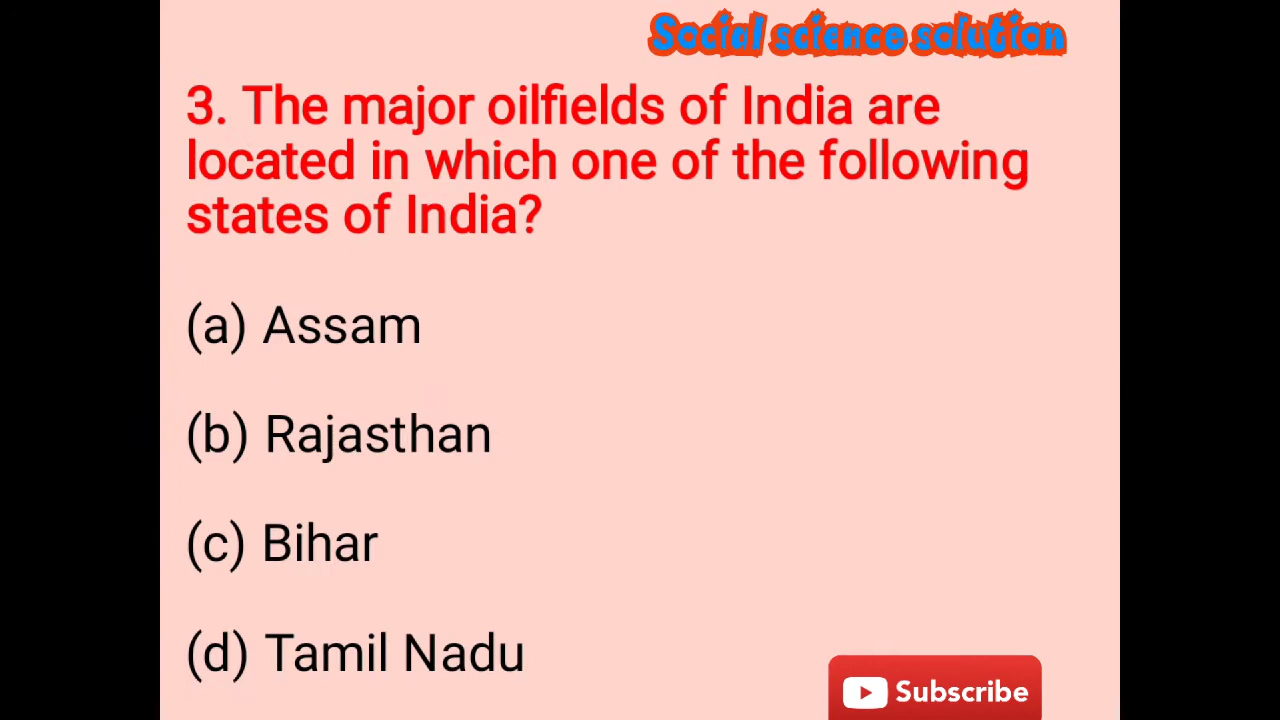 Social science solution
3. The major oilfields of India are
located in which one of the following
states of India?
(a) Assam
(b) Rajasthan
(c) Bihar
(d) Tamil Nadu
Subscribe